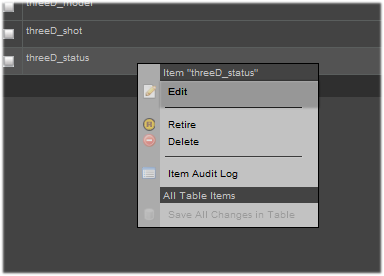 threeD_model
threeD_shot
threeD_status
Item "threeD_status"
Edit
Retire
Delete
Item Audit Log
All Table Items
Save All Changes in Table